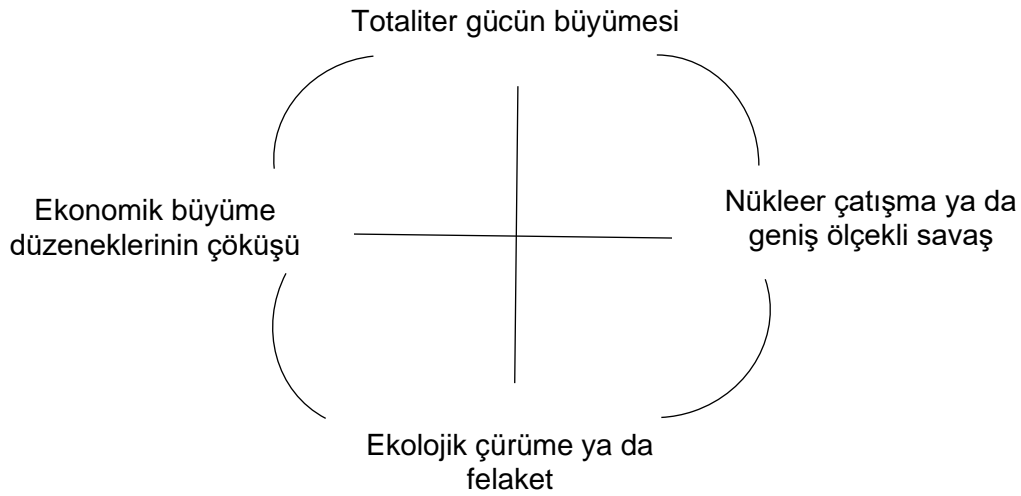 Totaliter gücün büyümesi
Ekonomik büyüme
düzeneklerinin çöküşü
Nükleer çatışma ya da
geniş ölçekli savaş
Ekolojik çürüme ya da
felaket